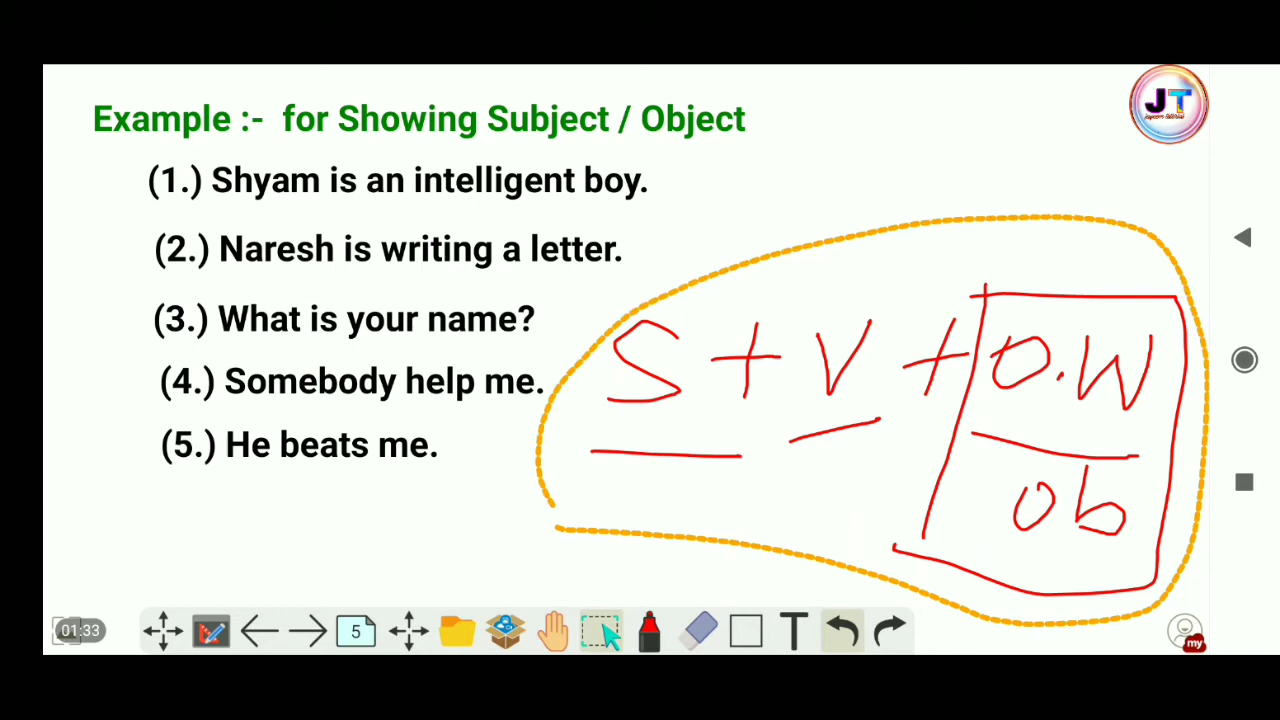 Example :- for Showing Subject / Object
JT
(1.) Shyam is an intelligent boy.
(2.) Naresh is writing a letter.
(3.) What is your name?
S + V + O.W
(4.) Somebody help me.
(5.) He beats me.
ob
01:33
5
T
my